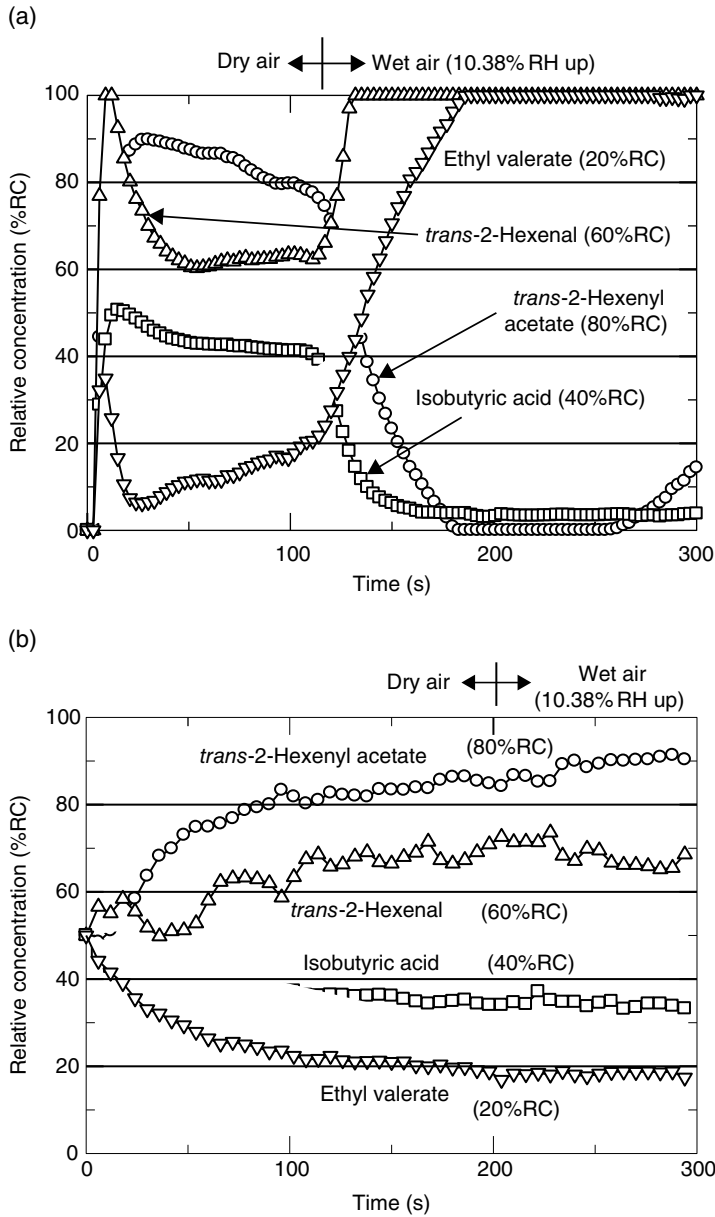 (a)
Dry air
Wet air (10.38% RH up)
100
80
60
40
20
0
Relative concentration (%RC)
Ethyl valerate (20%RC)
trans-2-Hexenal (60%RC)
trans-2-Hexenyl
acetate (80%RC)
Isobutyric acid (40%RC)
0
100
200
300
Time (s)
(b)
Dry air
Wet air
(10.38% RH up)
100
80
60
40
20
0
Relative concentration (%RC)
trans-2-Hexenyl acetate
(80%RC)
trans-2-Hexenal
(60%RC)
Isobutyric acid
(40%RC)
Ethyl valerate
(20%RC)
0
100
200
300
Time (s)